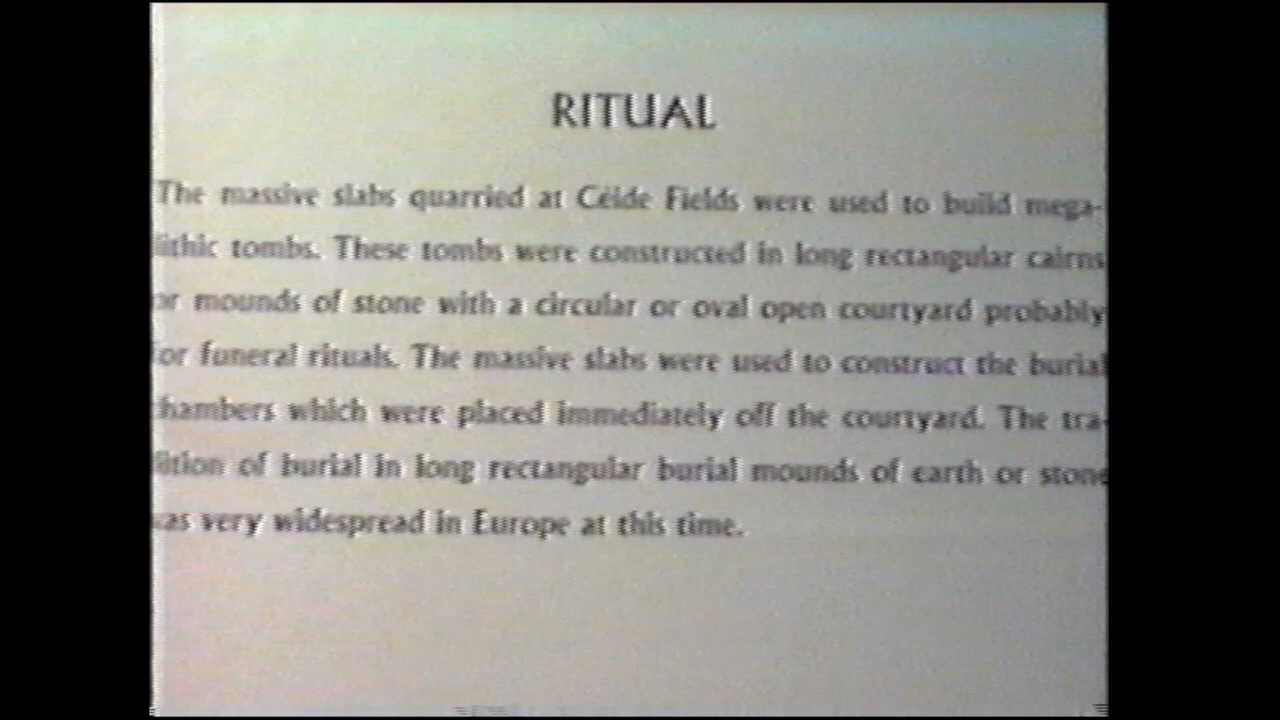 RITUAL
The massive slabs quarried at Céide Fields were used to build mega-
lithic tombs. These tombs were constructed in long rectangular cairns
or mounds of stone with a circular or oval open courtyard probably
or funeral rituals. The massive slabs were used to construct the burial
hambers which were placed immediately off the courtyard. The tra-
dition of burial in long rectangular burial mounds of earth or stone
as very widespread in Europe at this time.